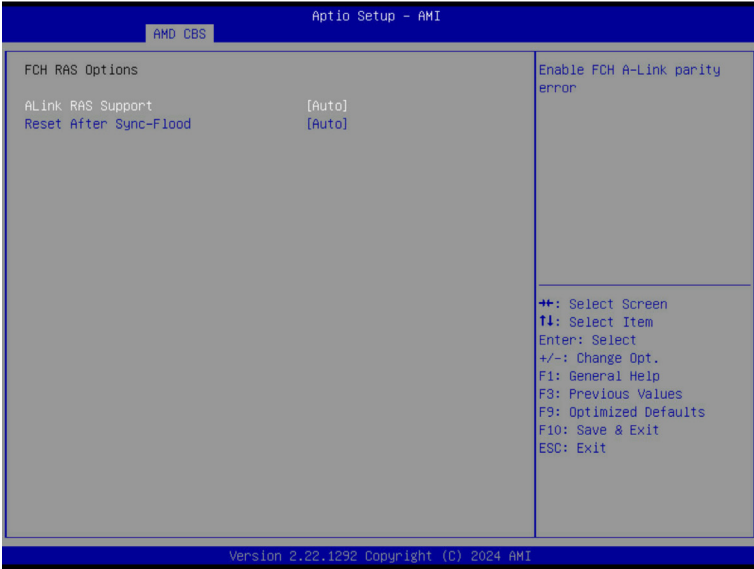 Aptio Setup – AMI
AMD CBS
FCH RAS Options
ALink RAS Support [Auto]
Reset After Sync-Flood [Auto]
Enable FCH A-Link parity
error
→←: Select Screen
↑↓: Select Item
Enter: Select
+/-: Change Opt.
F1: General Help
F3: Previous Values
F9: Optimized Defaults
F10: Save & Exit
ESC: Exit
Version 2.22.1292 Copyright (C) 2024 AMI